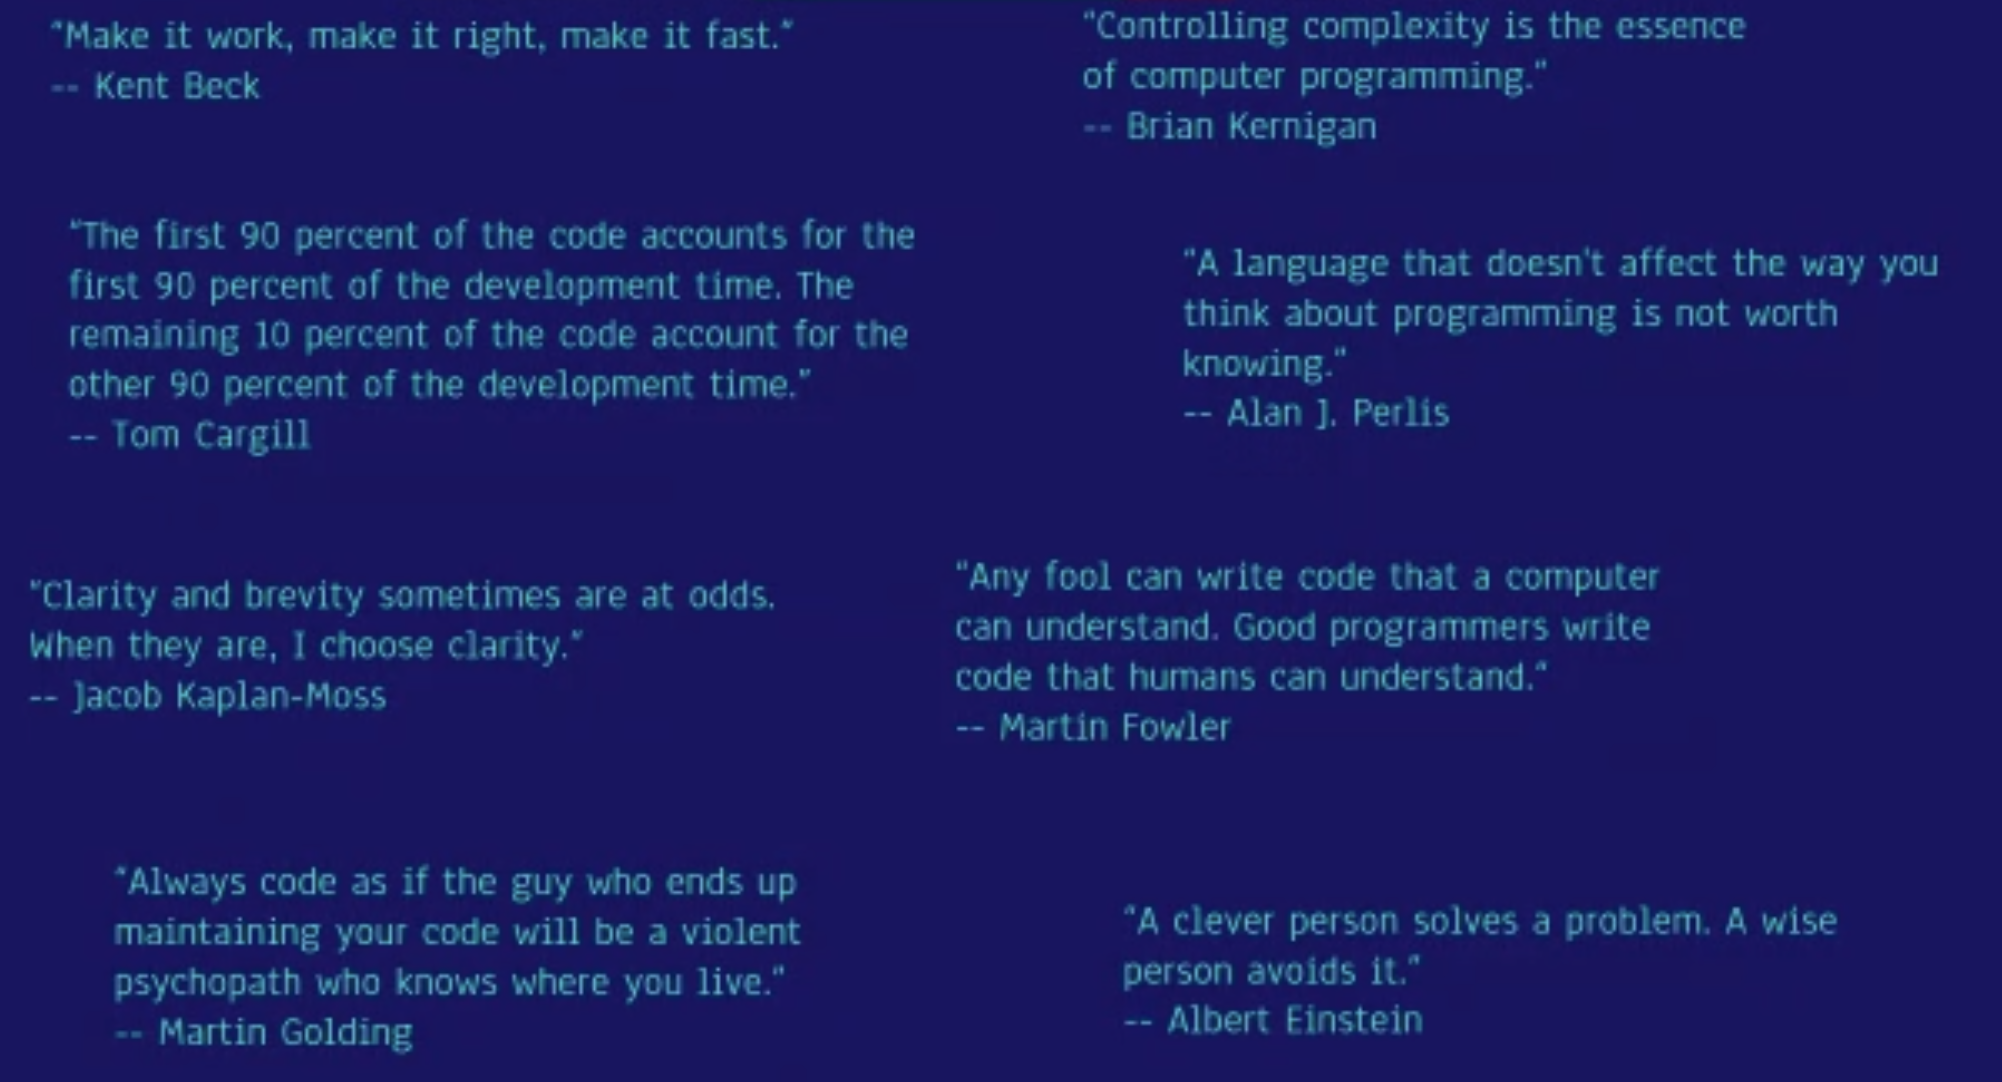 "Make it work, make it right, make it fast."
-- Kent Beck
"Controlling complexity is the essence
of computer programming."
-- Brian Kernigan
"The first 90 percent of the code accounts for the
first 90 percent of the development time. The
remaining 10 percent of the code account for the
other 90 percent of the development time."
-- Tom Cargill
"A language that doesn't affect the way you
think about programming is not worth
knowing."
-- Alan J. Perlis
"Clarity and brevity sometimes are at odds.
When they are, I choose clarity."
-- Jacob Kaplan-Moss
"Any fool can write code that a computer
can understand. Good programmers write
code that humans can understand."
-- Martin Fowler
"Always code as if the guy who ends up
maintaining your code will be a violent
psychopath who knows where you live."
-- Martin Golding
"A clever person solves a problem. A wise
person avoids it."
-- Albert Einstein